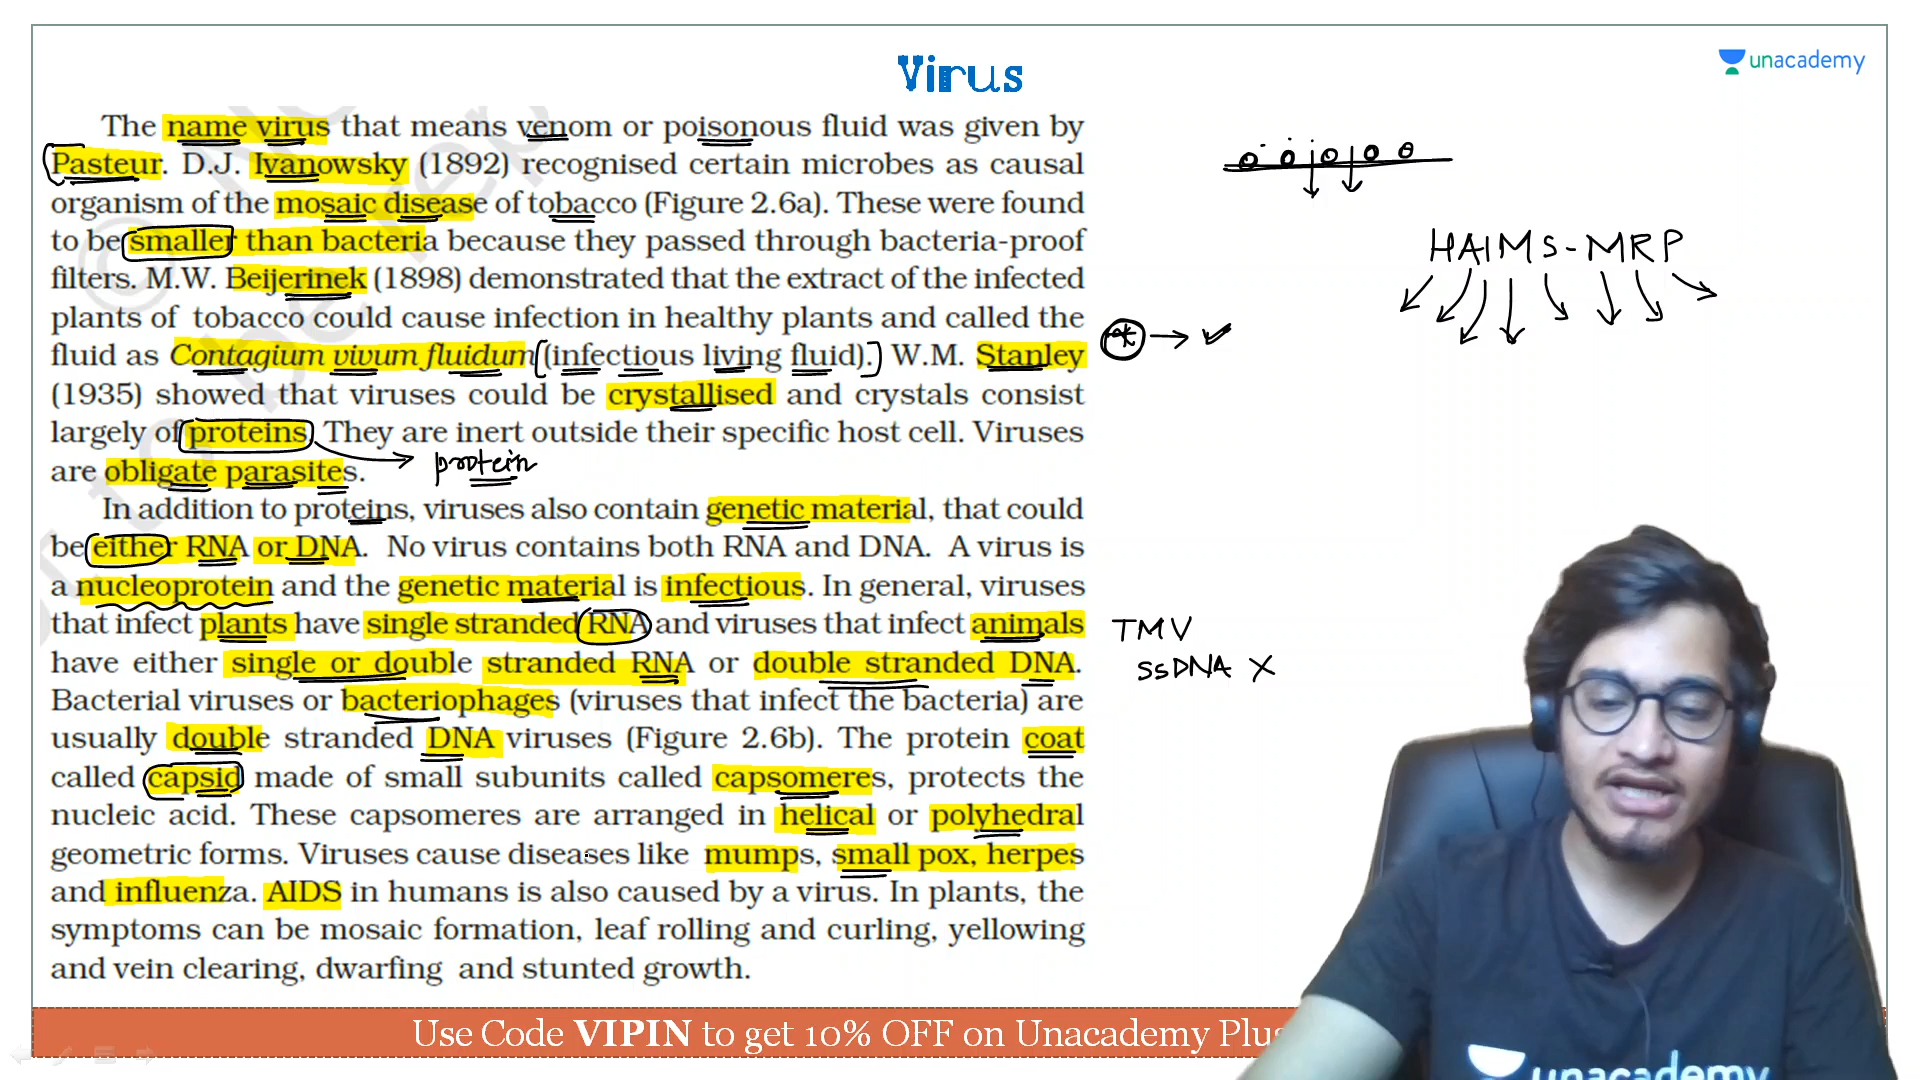 Virus
unacademy
The name virus that means venom or poisonous fluid was given by
Pasteur. D.J. Ivanowsky (1892) recognised certain microbes as causal
organism of the mosaic disease of tobacco (Figure 2.6a). These were found
to be smaller than bacteria because they passed through bacteria-proof
filters. M.W. Beijerinek (1898) demonstrated that the extract of the infected
plants of tobacco could cause infection in healthy plants and called the
fluid as Contagium vivum fluidum (infectious living fluid). W.M. Stanley
(1935) showed that viruses could be crystallised and crystals consist
largely of proteins. They are inert outside their specific host cell. Viruses
are obligate parasites.
protein
In addition to proteins, viruses also contain genetic material, that could
be either RNA or DNA. No virus contains both RNA and DNA. A virus is
a nucleoprotein and the genetic material is infectious. In general, viruses
that infect plants have single stranded RNA and viruses that infect animals
have either single or double stranded RNA or double stranded DNA.
Bacterial viruses or bacteriophages (viruses that infect the bacteria) are
usually double stranded DNA viruses (Figure 2.6b). The protein coat
called capsid made of small subunits called capsomeres, protects the
nucleic acid. These capsomeres are arranged in helical or polyhedral
geometric forms. Viruses cause diseases like mumps, small pox, herpes
and influenza. AIDS in humans is also caused by a virus. In plants, the
symptoms can be mosaic formation, leaf rolling and curling, yellowing
and vein clearing, dwarfing and stunted growth.
HAIMS-MRP
TMV
ssDNA X
Use Code VIPIN to get 10% OFF on Unacademy Plus
unacademy